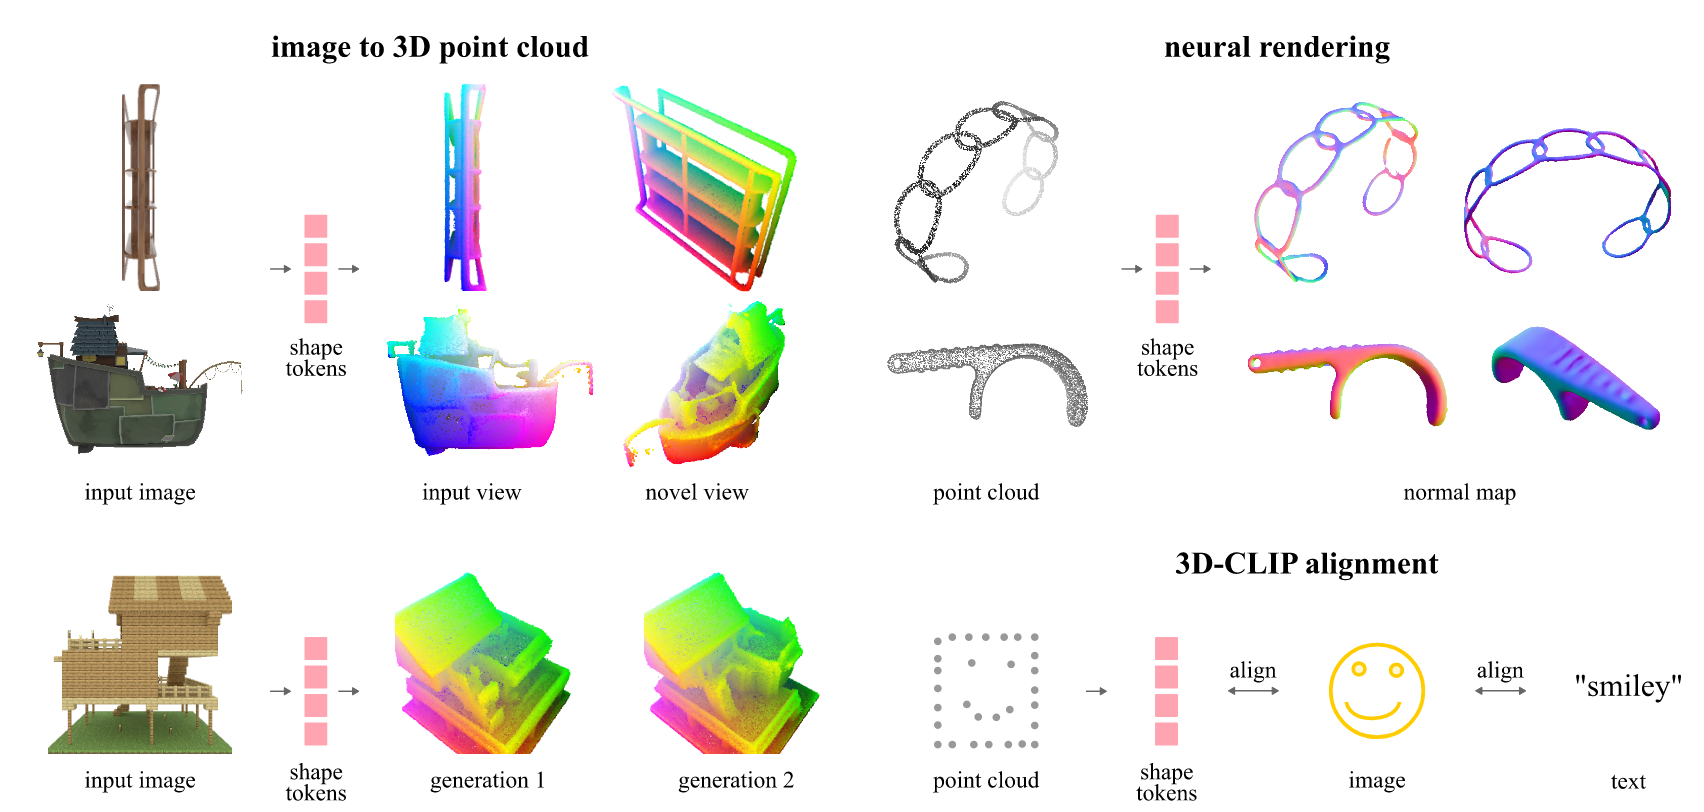 image to 3D point cloud
neural rendering
shape
tokens
shape
tokens
input image
input view
novel view
point cloud
normal map
3D-CLIP alignment
align
align
"smiley"
input image
shape
tokens
generation 1
generation 2
point cloud
shape
tokens
image
text